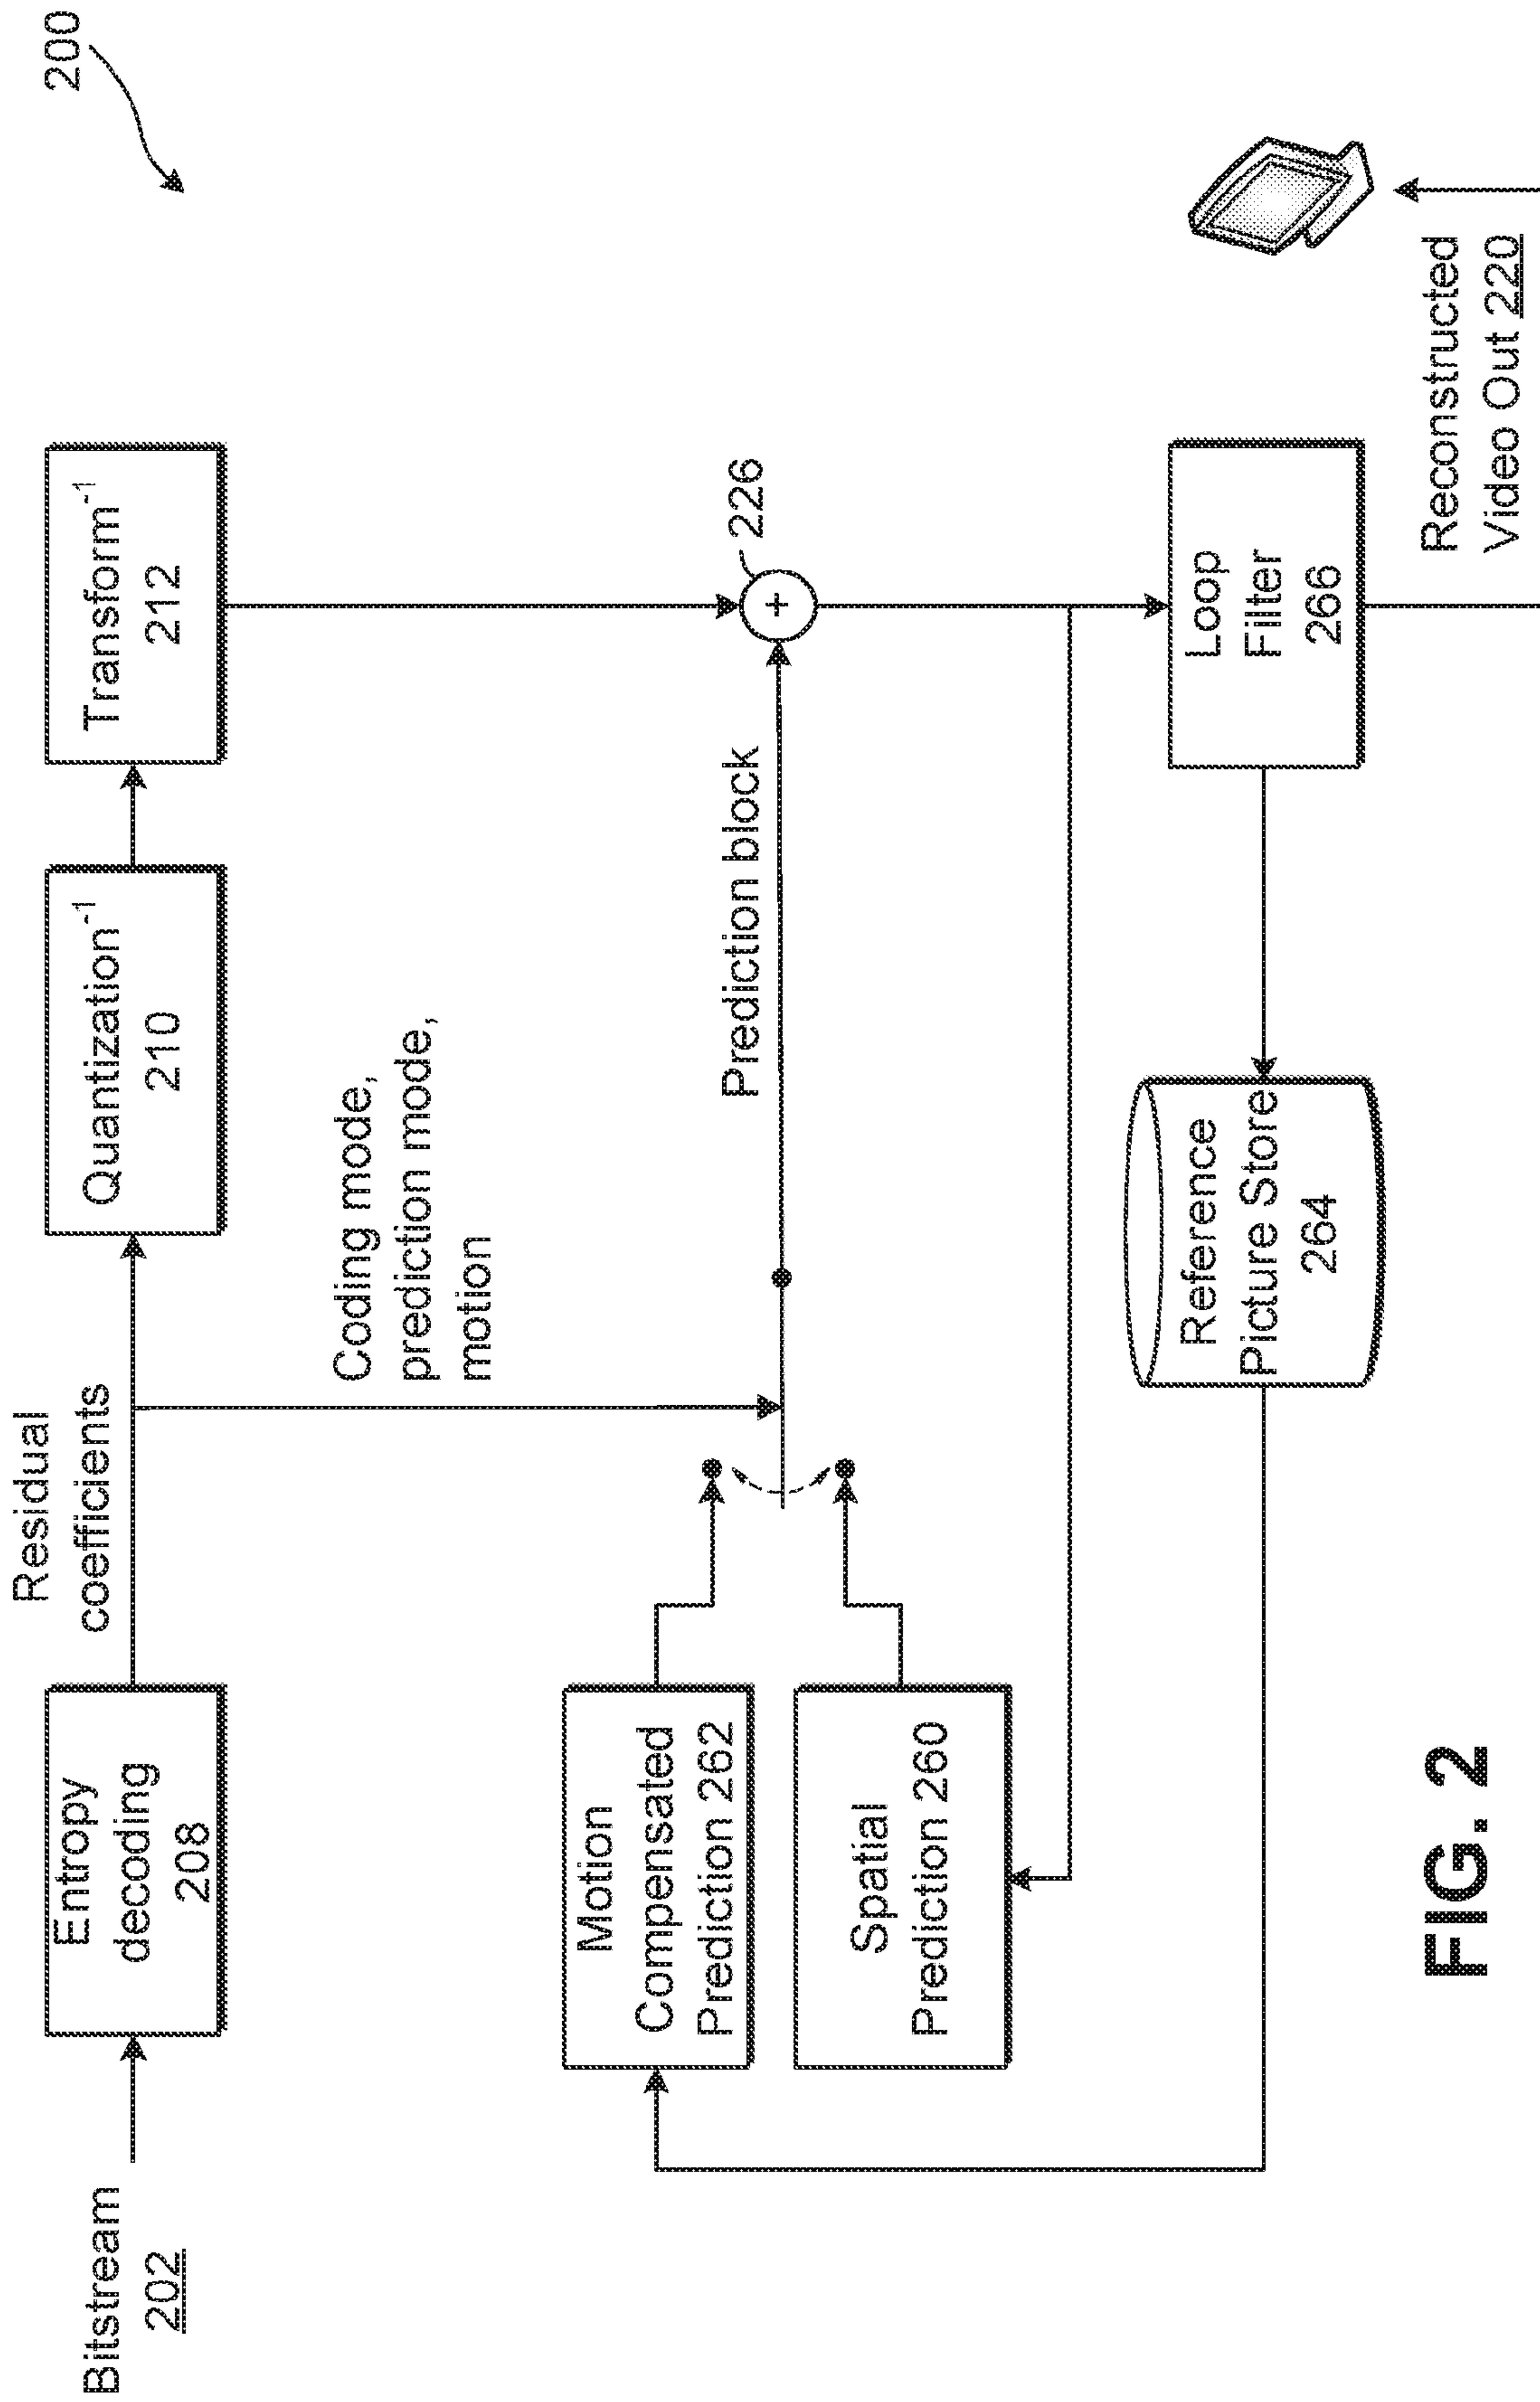 200
Bitstream
202
Entropy
decoding
208
Residual
coefficients
Quantization-1
210
Transform-1
212
Coding mode,
prediction mode,
motion
Motion
Compensated
Prediction 262
Spatial
Prediction 260
Prediction block
+
226
Reference
Picture Store
264
Loop
Filter
266
Reconstructed
Video Out 220
FIG. 2